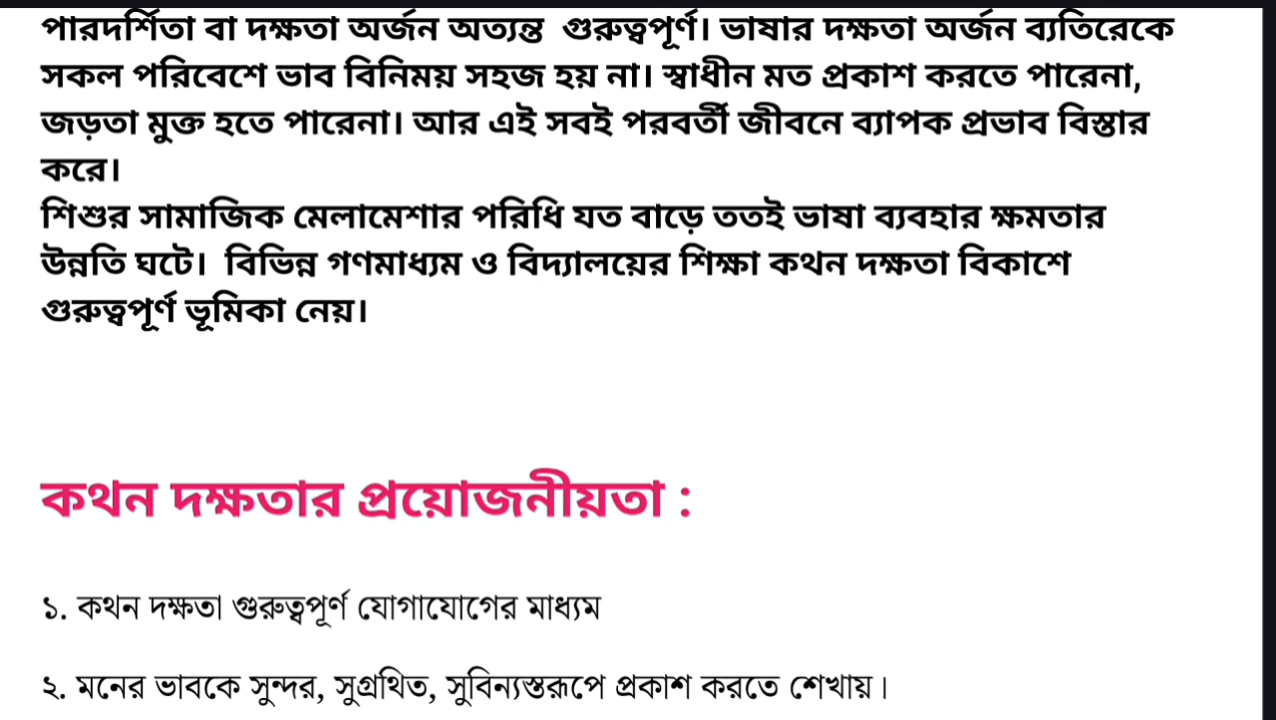 পারদর্শিতা বা দক্ষতা অর্জন অত্যন্ত গুরুত্বপূর্ণ। ভাষার দক্ষতা অর্জন ব্যতিরেকে
সকল পরিবেশে ভাব বিনিময় সহজ হয় না। স্বাধীন মত প্রকাশ করতে পারেনা,
জড়তা মুক্ত হতে পারেনা। আর এই সবই পরবর্তী জীবনে ব্যাপক প্রভাব বিস্তার
করে।
শিশুর সামাজিক মেলামেশার পরিধি যত বাড়ে ততই ভাষা ব্যবহার ক্ষমতার
উন্নতি ঘটে। বিভিন্ন গণমাধ্যম ও বিদ্যালয়ের শিক্ষা কথন দক্ষতা বিকাশে
গুরুত্বপূর্ণ ভূমিকা নেয়।
কথন দক্ষতার প্রয়োজনীয়তা :
১. কথন দক্ষতা গুরুত্বপূর্ণ যোগাযোগের মাধ্যম
২. মনের ভাবকে সুন্দর, সুগ্রথিত, সুবিন্যস্তরূপে প্রকাশ করতে শেখায়।